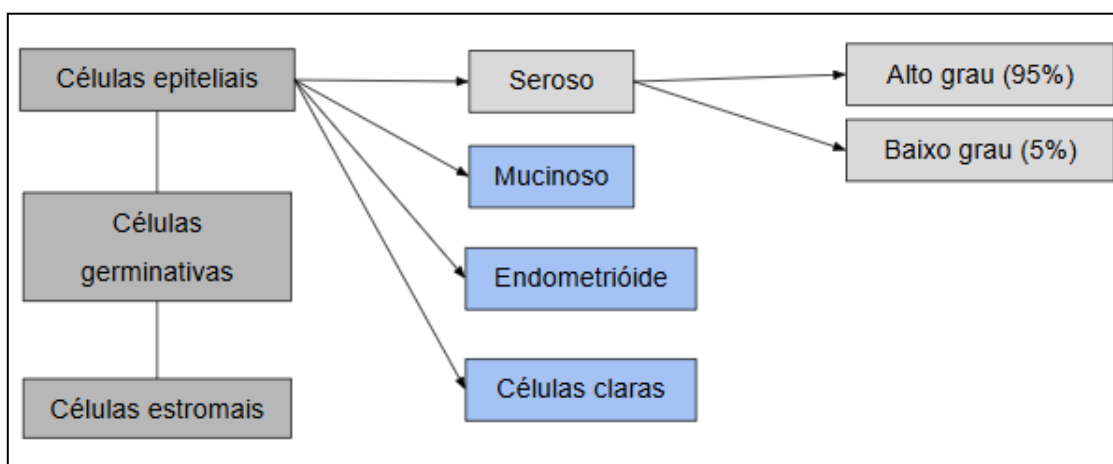 Células epiteliais
Seroso
Alto grau (95%)
Baixo grau (5%)
Mucinoso
Células
germinativas
Endometrióide
Células claras
Células estromais